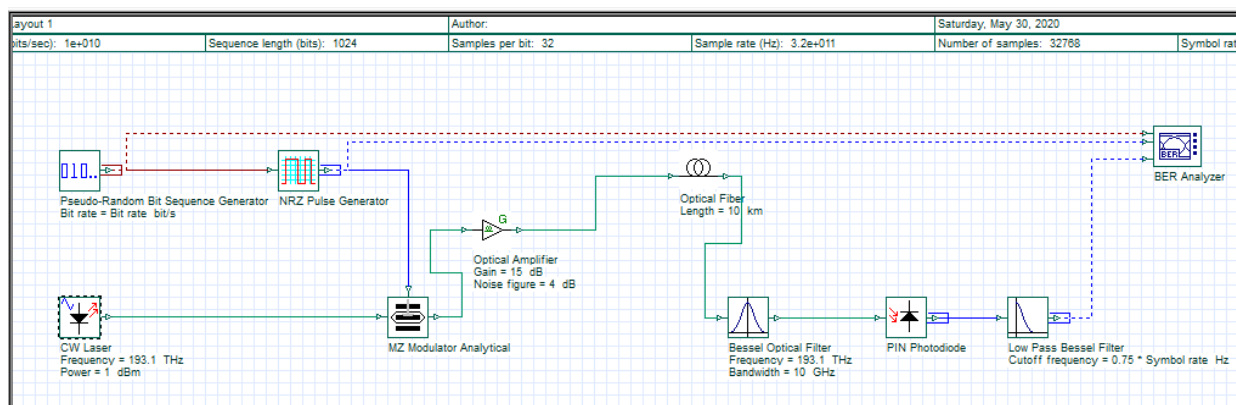 ayout 1
Author:
Saturday, May 30, 2020
bits/sec): 1e+010
Sequence length (bits): 1024
Samples per bit: 32
Sample rate (Hz): 3.2e+011
Number of samples: 32768
Symbol rat
BER
BER Analyzer
010..
Pseudo-Random Bit Sequence Generator
Bit rate = Bit rate bit/s
NRZ Pulse Generator
Optical Fiber
Length = 10 km
G
Optical Amplifier
Gain = 15 dB
Noise figure = 4 dB
CW Laser
Frequency = 193.1 THz
Power = 1 dBm
MZ Modulator Analytical
Bessel Optical Filter
Frequency = 193.1 THz
Bandwidth = 10 GHz
PIN Photodiode
Low Pass Bessel Filter
Cutoff frequency = 0.75 * Symbol rate Hz